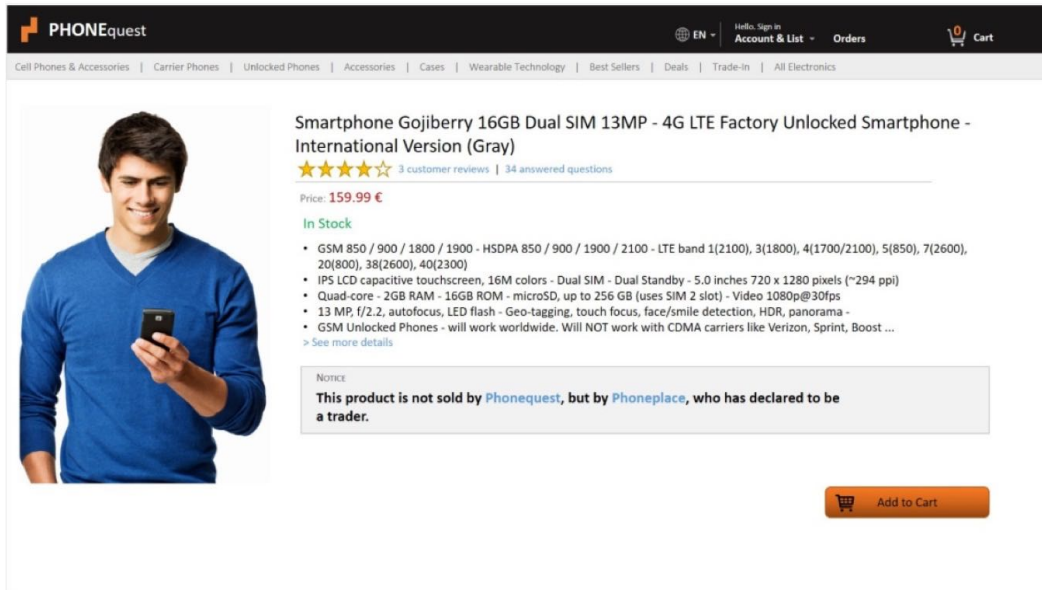 PHONEquest
EN
Hello. Sign in
Account & List
Orders
0
Cart
Cell Phones & Accessories | Carrier Phones | Unlocked Phones | Accessories | Cases | Wearable Technology | Best Sellers | Deals | Trade-In | All Electronics
Smartphone Gojiberry 16GB Dual SIM 13MP - 4G LTE Factory Unlocked Smartphone -
International Version (Gray)
3 customer reviews | 34 answered questions
Price: 159.99 €
In Stock
• GSM 850 / 900 / 1800 / 1900 - HSDPA 850 / 900 / 1900 / 2100 - LTE band 1(2100), 3(1800), 4(1700/2100), 5(850), 7(2600),
20(800), 38(2600), 40(2300)
• IPS LCD capacitive touchscreen, 16M colors - Dual SIM - Dual Standby - 5.0 inches 720 x 1280 pixels (~294 ppi)
• Quad-core - 2GB RAM - 16GB ROM - microSD, up to 256 GB (uses SIM 2 slot) - Video 1080p@30fps
• 13 MP, f/2.2, autofocus, LED flash - Geo-tagging, touch focus, face/smile detection, HDR, panorama -
• GSM Unlocked Phones - will work worldwide. Will NOT work with CDMA carriers like Verizon, Sprint, Boost ...
> See more details
NOTICE
This product is not sold by Phonequest, but by Phoneplace, who has declared to be
a trader.
Add to Cart